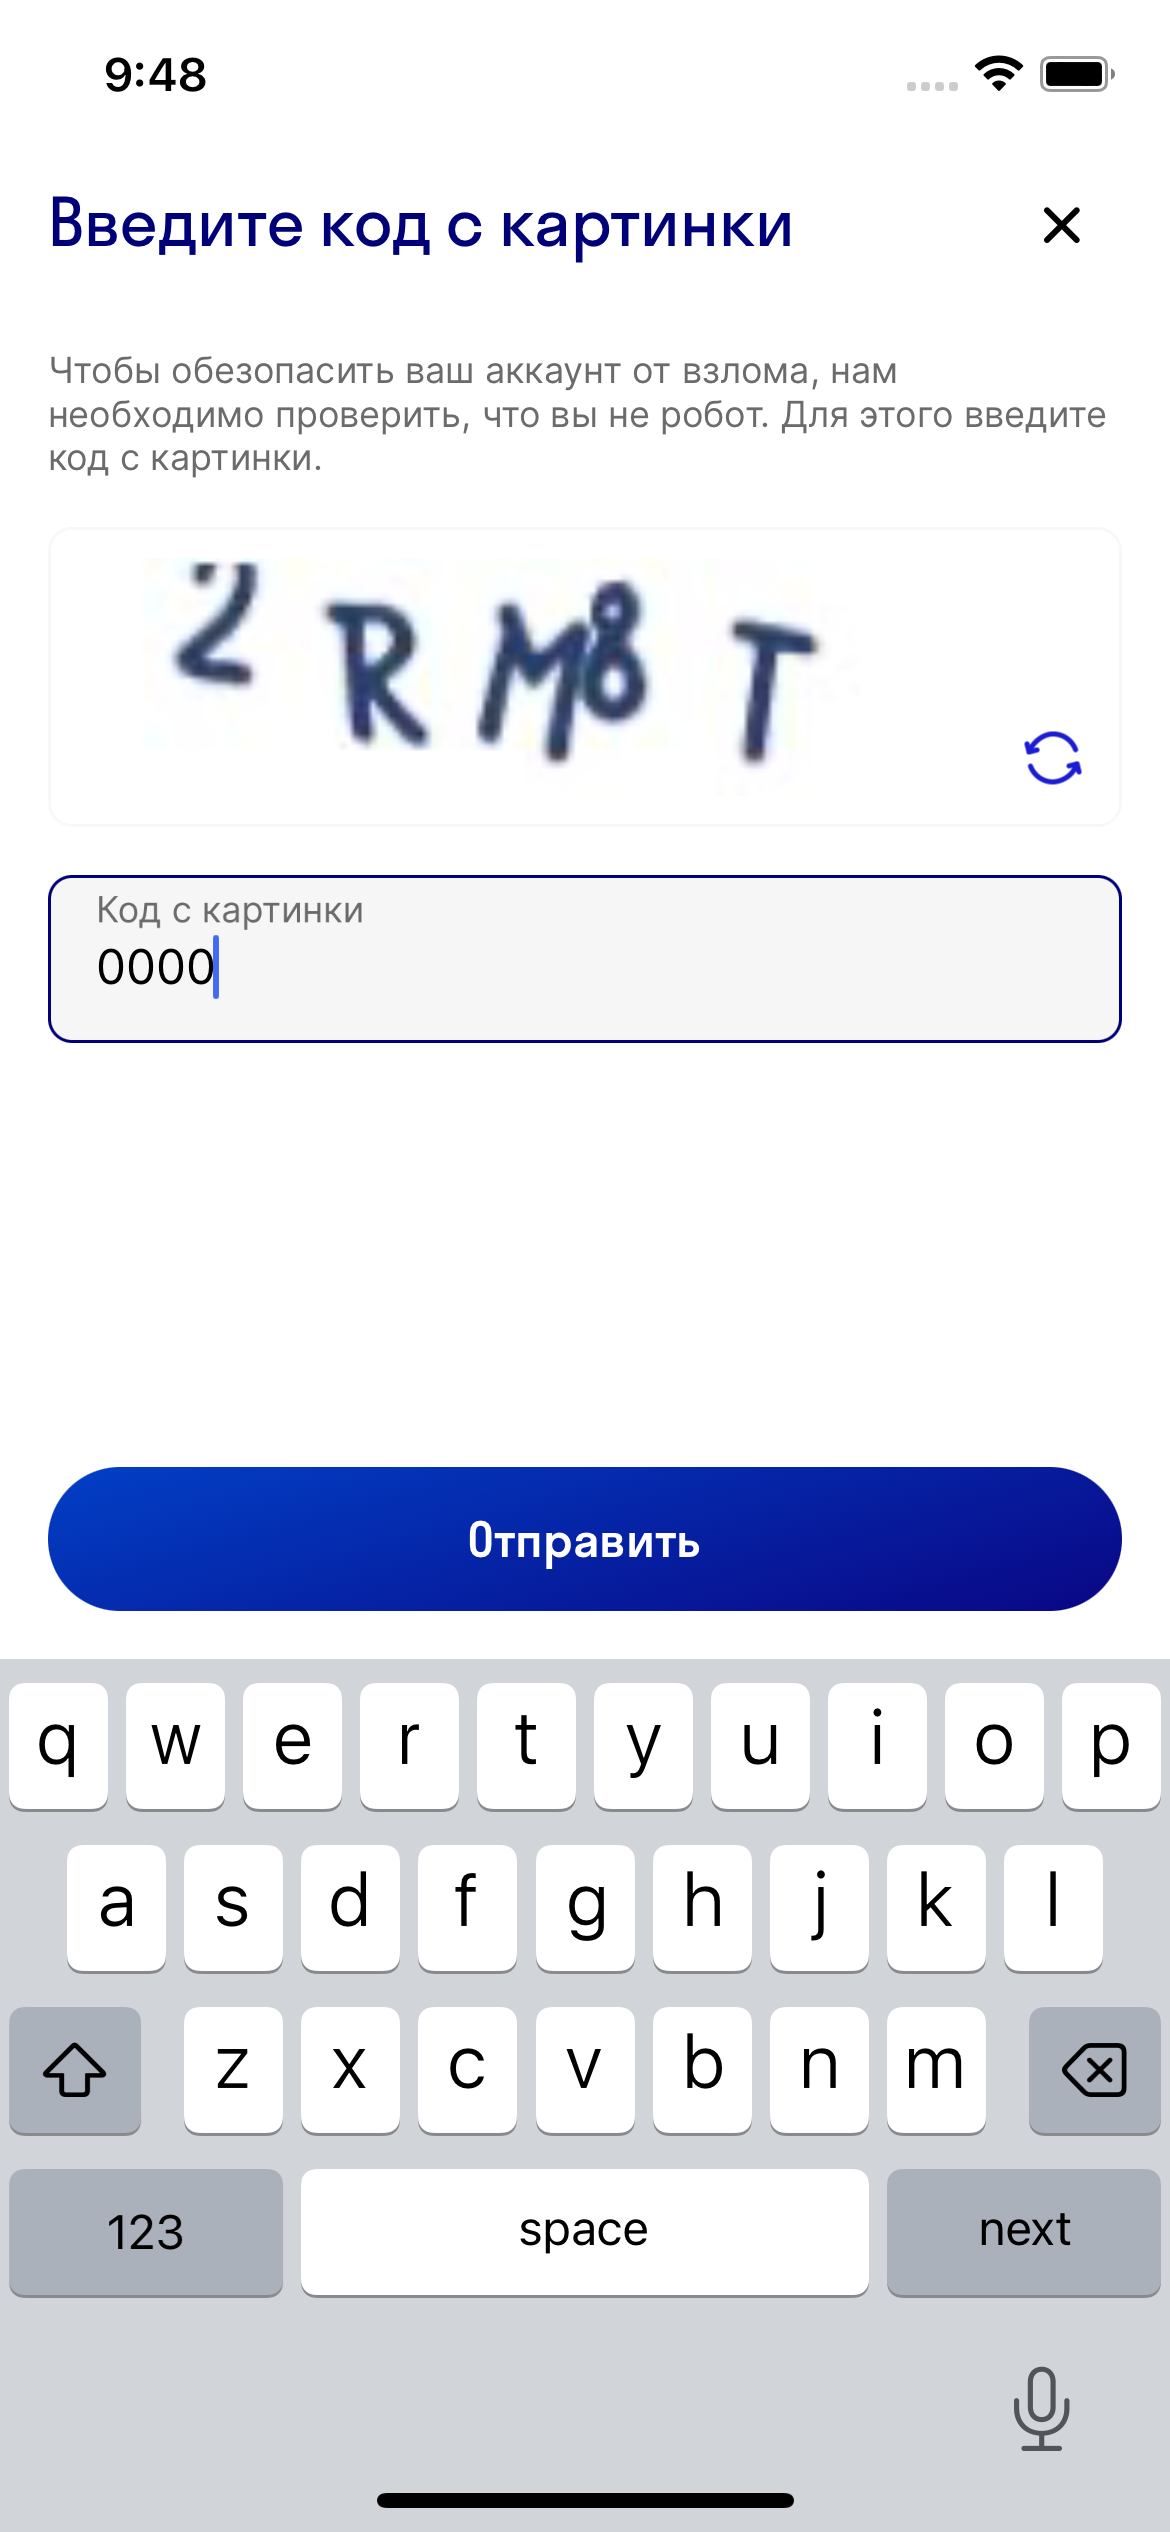 9:48
Введите код с картинки
Чтобы обезопасить ваш аккаунт от взлома, нам
необходимо проверить, что вы не робот. Для этого введите
код с картинки.
2 R M 8 T
Код с картинки
0000
Отправить
q w e r t y u i o p
a s d f g h j k l
z x c v b n m
123 space next